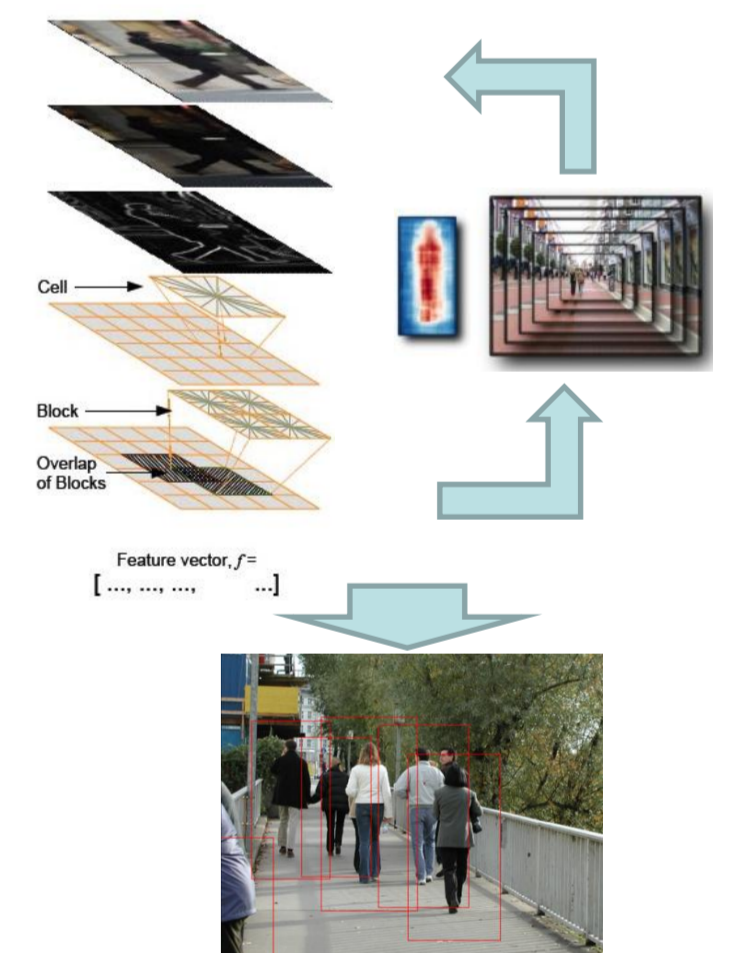 Cell
Block
Overlap
of Blocks
Feature vector, f =
[ ..., ..., ..., ...]